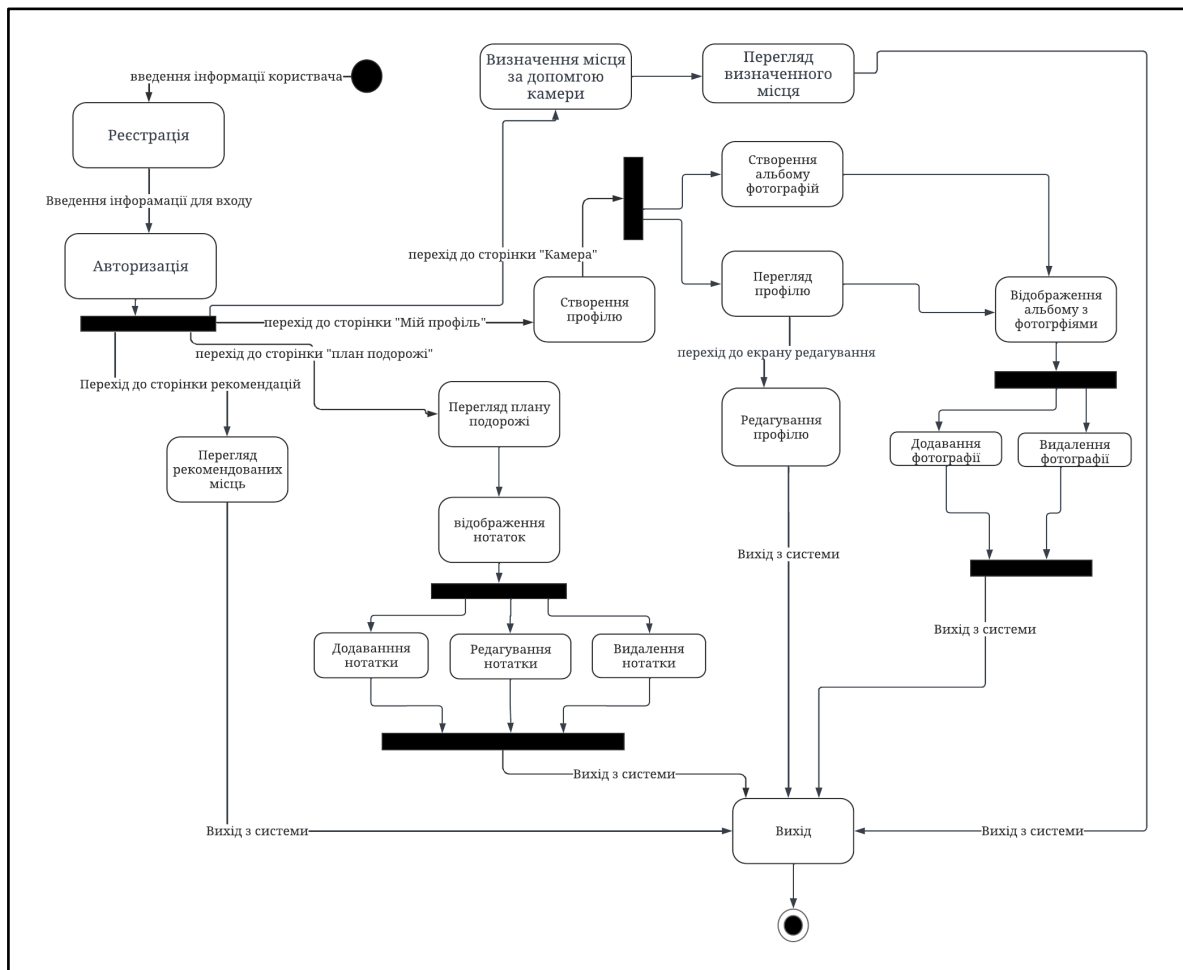 введення інформації користувача
Реєстрація
Введення інфорамації для входу
Авторизація
Визначення місця
за допомгою
камери
Перегляд
визначенного
місця
Створення
альбому
фотографій
перехід до сторінки "Камера"
Створення
профілю
Перегляд
профілю
Відображення
альбому з
фотогрфіями
перехід до сторінки "Мій профіль"
перехід до сторінки "план подорожі"
перехід до екрану редагування
Перехід до сторінки рекомендацій
Перегляд плану
подорожі
Редагування
профілю
Додавання
фотографії
Видалення
фотографії
Перегляд
рекомендованих
місць
відображення
нотаток
Вихід з системи
Вихід з системи
Додаванння
нотатки
Редагування
нотатки
Видалення
нотатки
Вихід з системи
Вихід з системи
Вихід
Вихід з системи